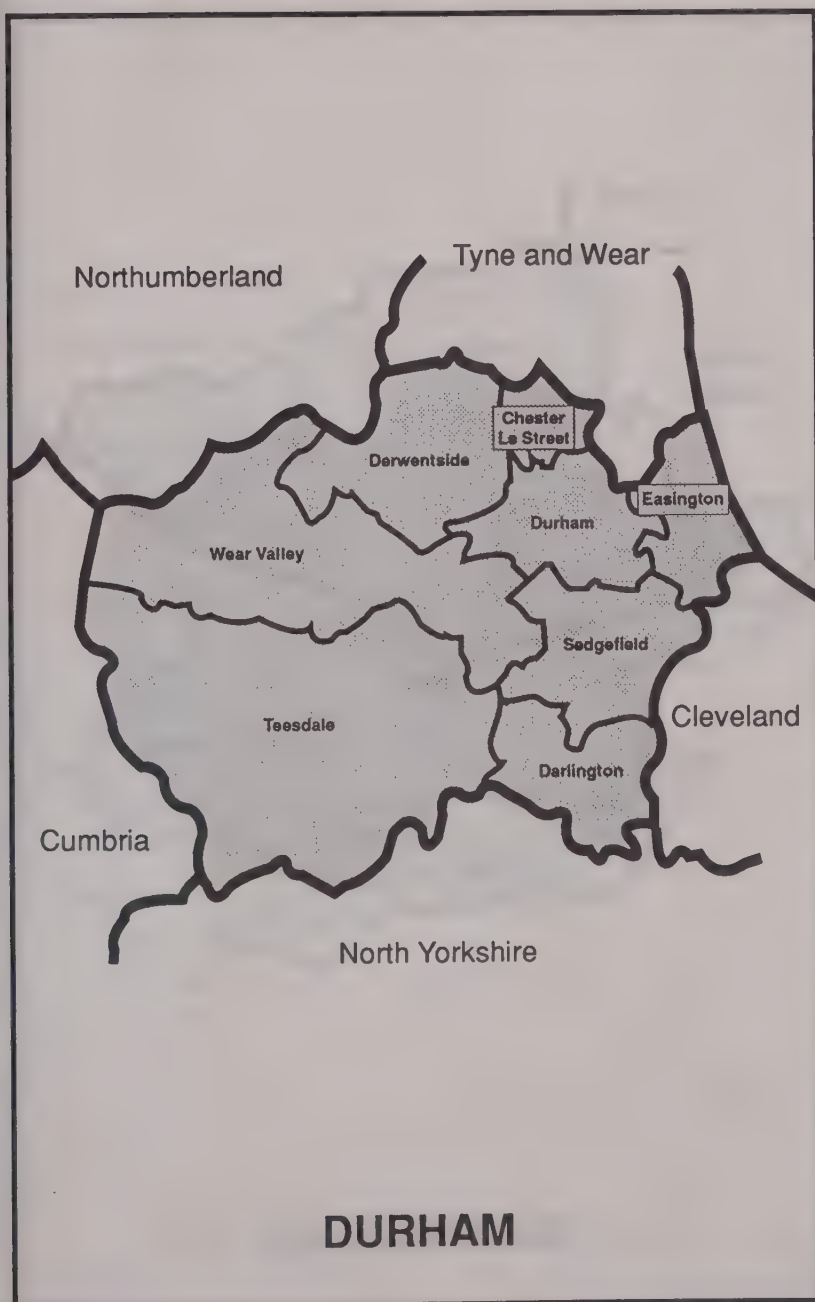 Northumberland
Tyne and Wear
Chester
Le Street
Derwentside
Easington
Durham
Wear Valley
Sedgefield
Teesdale
Cleveland
Darlington
Cumbria
North Yorkshire
DURHAM